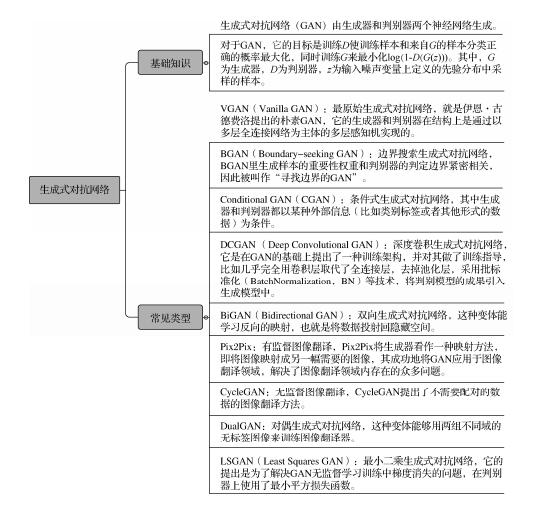 生成式对抗网络（GAN）由生成器和判别器两个神经网络生成。
基础知识
对于GAN，它的目标是训练D使训练样本和来自G的样本分类正
确的概率最大化，同时训练G来最小化log(1-D(G(z)))。其中，G
为生成器，D为判别器，z为输入噪声变量上定义的先验分布中采
样的样本。
VGAN（Vanilla GAN）：最原始生成式对抗网络，就是伊恩·古
德费洛提出的朴素GAN，它的生成器和判别器在结构上是通过以
多层全连接网络为主体的多层感知机实现的。
BGAN（Boundary-seeking GAN）：边界搜索生成式对抗网络，
BGAN里生成样本的重要性权重和判别器的判定边界紧密相关，
因此被叫作“寻找边界的GAN”。
生成式对抗网络
Conditional GAN（CGAN）：条件式生成式对抗网络，其中生成
器和判别器都以某种外部信息（比如类别标签或者其他形式的数
据）为条件。
DCGAN（Deep Convolutional GAN）：深度卷积生成式对抗网络，
它是在GAN的基础上提出了一种训练架构，并对其做了训练指导，
比如几乎完全用卷积层取代了全连接层，去掉池化层，采用批标
准化（BatchNormalization，BN）等技术，将判别模型的成果引入
生成模型中。
常见类型
BiGAN（Bidirectional GAN）：双向生成式对抗网络，这种变体能
学习反向的映射，也就是将数据投射回隐藏空间。
Pix2Pix：有监督图像翻译，Pix2Pix将生成器看作一种映射方法，
即将图像映射成另一幅需要的图像，其成功地将GAN应用于图像
翻译领域，解决了图像翻译领域内存在的众多问题。
CycleGAN：无监督图像翻译，CycleGAN提出了不需要配对的数
据的图像翻译方法。
DualGAN：对偶生成式对抗网络，这种变体能够用两组不同域的
无标签图像来训练图像翻译器。
LSGAN（Least Squares GAN）：最小二乘生成式对抗网络，它的
提出是为了解决GAN无监督学习训练中梯度消失的问题，在判别
器上使用了最小平方损失函数。